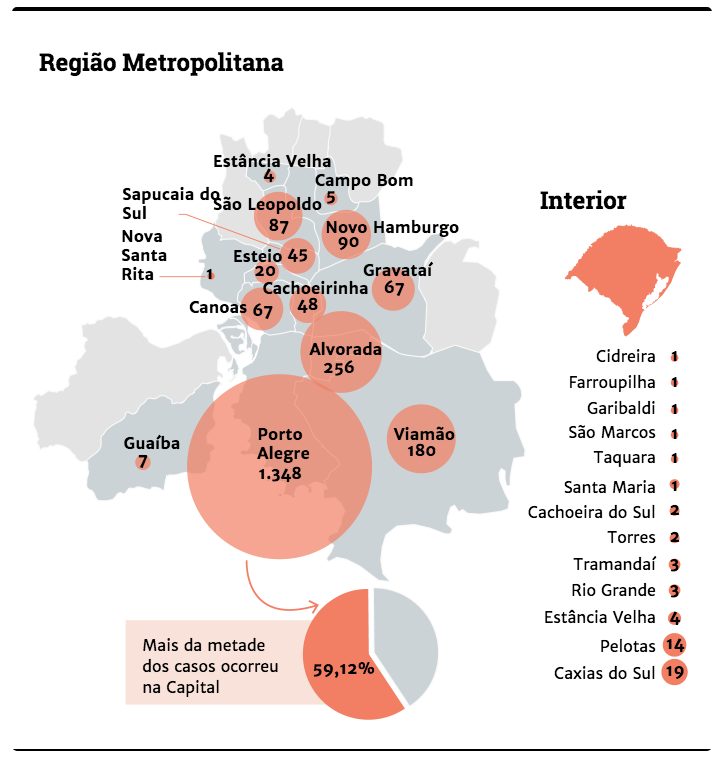 Região Metropolitana
Estância Velha
4
Campo Bom
5
Sapucaia do
Sul
São Leopoldo
87
Novo Hamburgo
90
Nova
Santa
Rita
1
45
Esteio
20
Gravataí
67
Cachoeirinha
48
Canoas 67
Alvorada
256
Guaíba
7
Porto
Alegre
1.348
Viamão
180
Mais da metade
dos casos ocorreu
na Capital
59,12%
Interior
Cidreira 1
Farroupilha 1
Garibaldi 1
São Marcos 1
Taquara 1
Santa Maria 1
Cachoeira do Sul 2
Torres 2
Tramandaí 3
Rio Grande 3
Estância Velha 4
Pelotas 14
Caxias do Sul 19